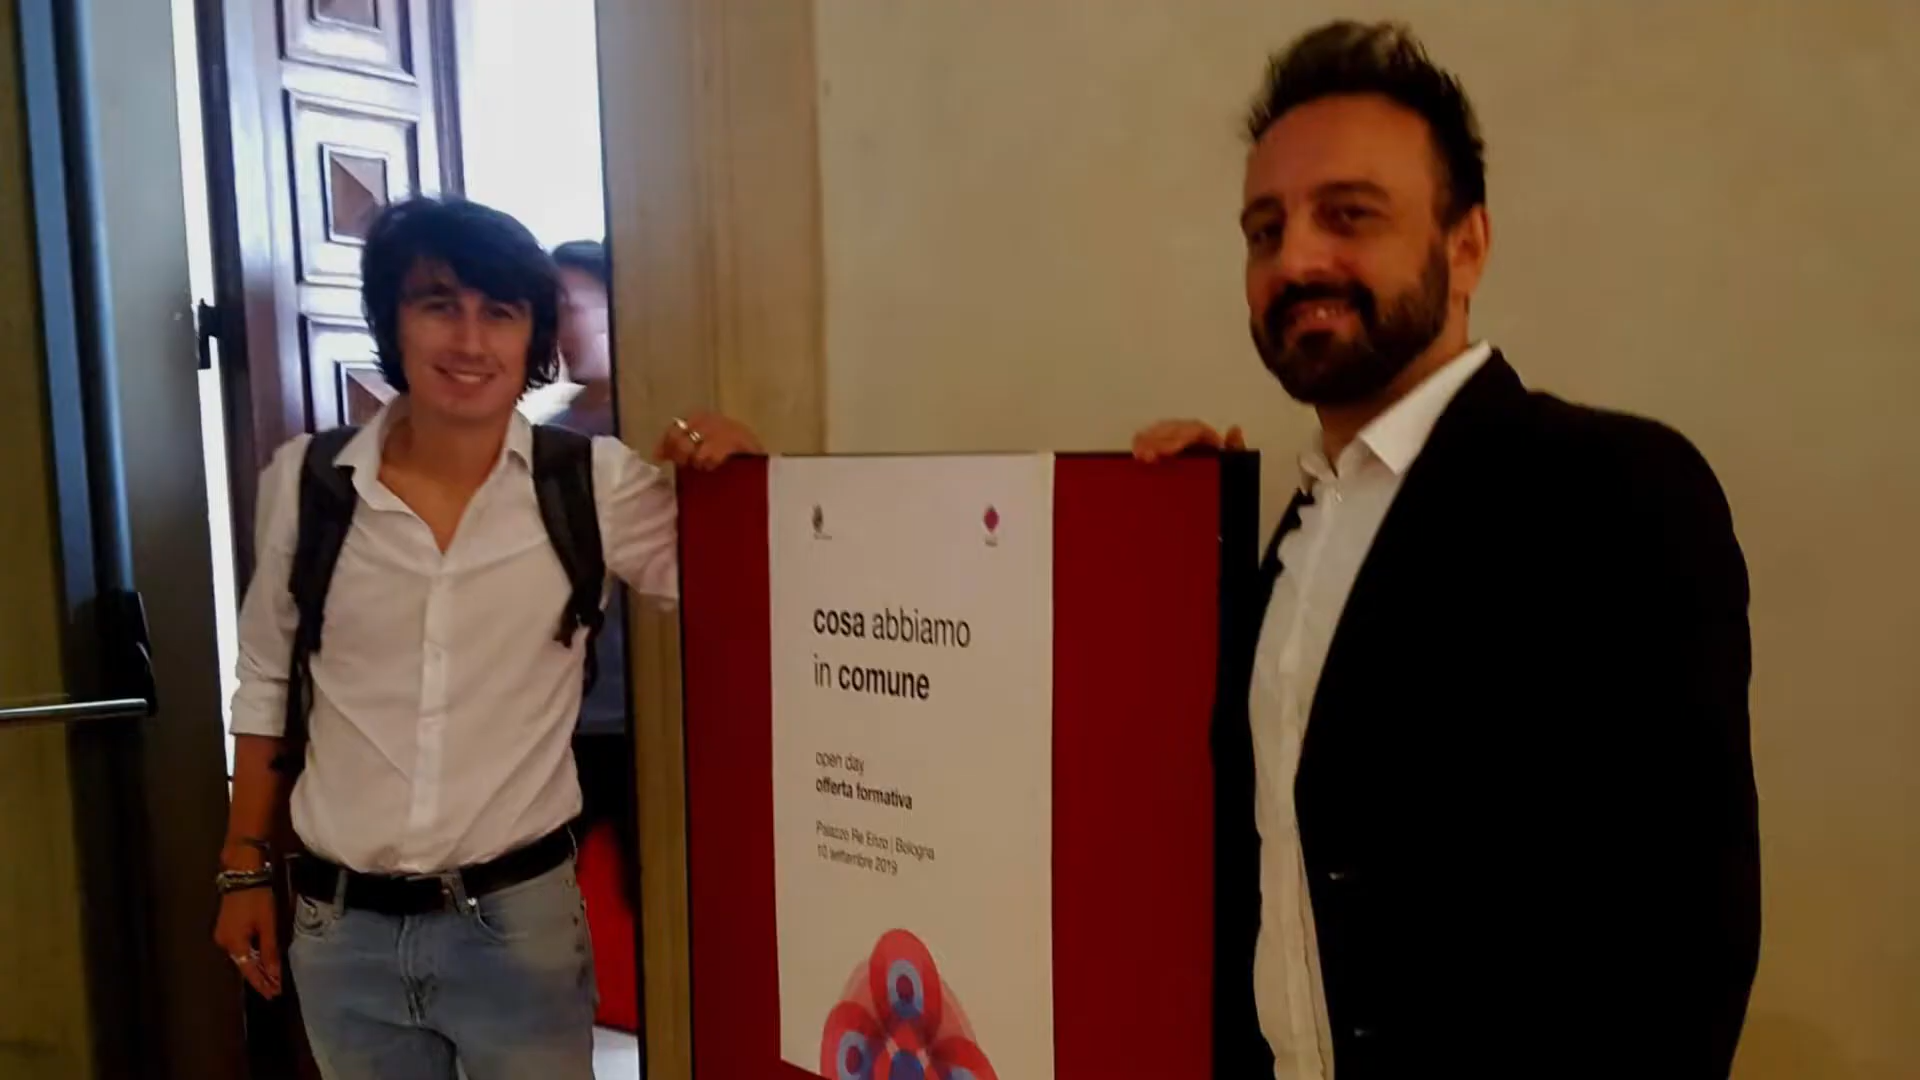 cosa abbiamo
in comune
open day
offerta formativa
Palazzo Re Enzo | Bologna
10 settembre 2019